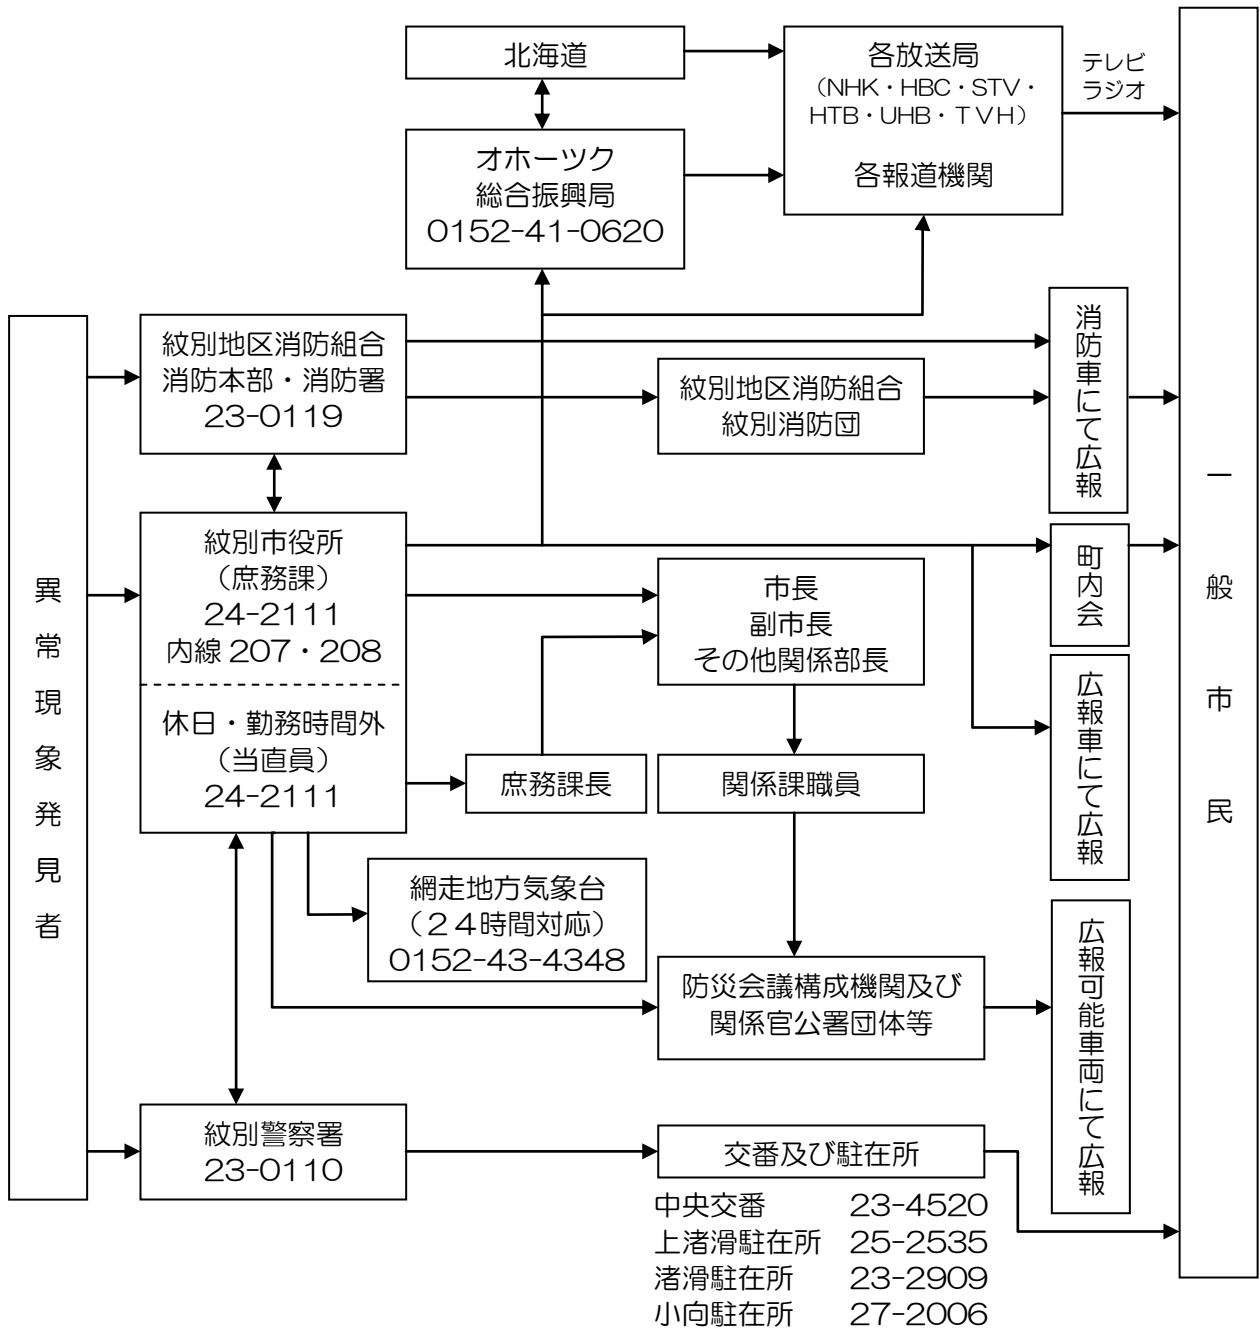 北海道
各放送局
（NHK・HBC・STV・
HTB・UHB・TVH）
各報道機関
テレビ
ラジオ
オホーツク
総合振興局
0152-41-0620
異常現象発見者
紋別地区消防組合
消防本部・消防署
23-0119
紋別地区消防組合
紋別消防団
消防車にて広報
一般市民
紋別市役所
（庶務課）
24-2111
内線 207・208
休日・勤務時間外
（当直員）
24-2111
市長
副市長
その他関係部長
町内会
庶務課長
関係課職員
広報車にて広報
網走地方気象台
（２４時間対応）
0152-43-4348
防災会議構成機関及び
関係官公署団体等
広報可能車両にて広報
紋別警察署
23-0110
交番及び駐在所
中央交番 23-4520
上渚滑駐在所 25-2535
渚滑駐在所 23-2909
小向駐在所 27-2006